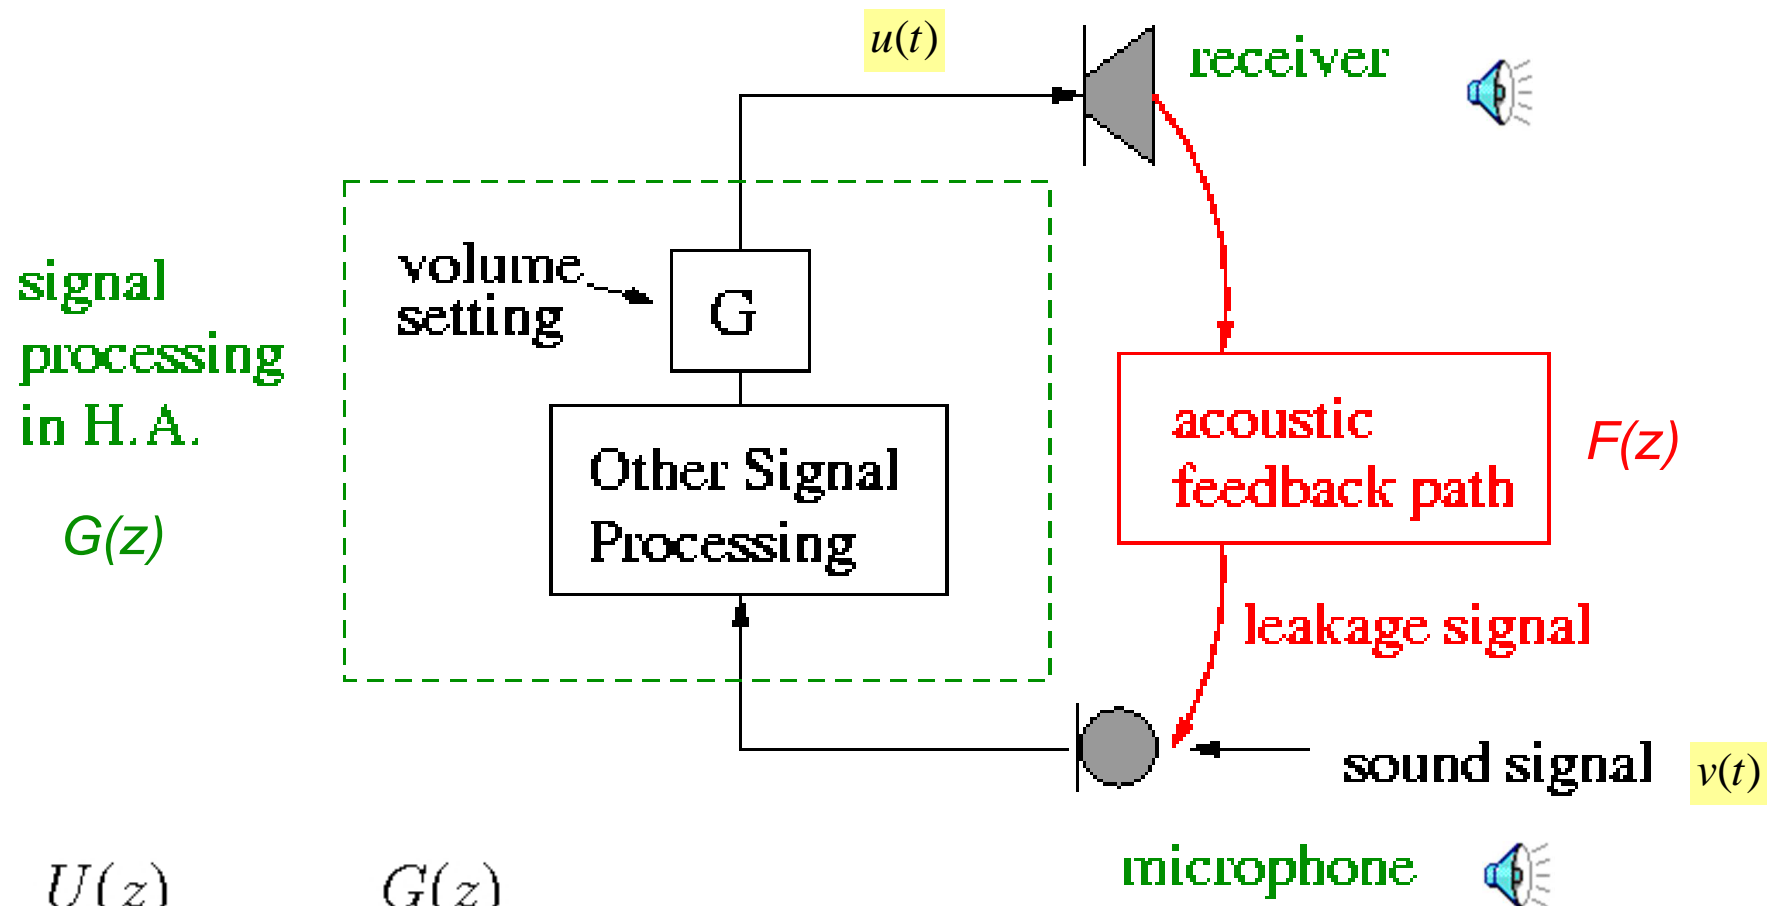 u(t)
receiver
volume
setting
G
signal
processing
in H.A.
G(z)
Other Signal
Processing
acoustic
feedback path
F(z)
leakage signal
sound signal
v(t)
microphone
U(z) G(z)